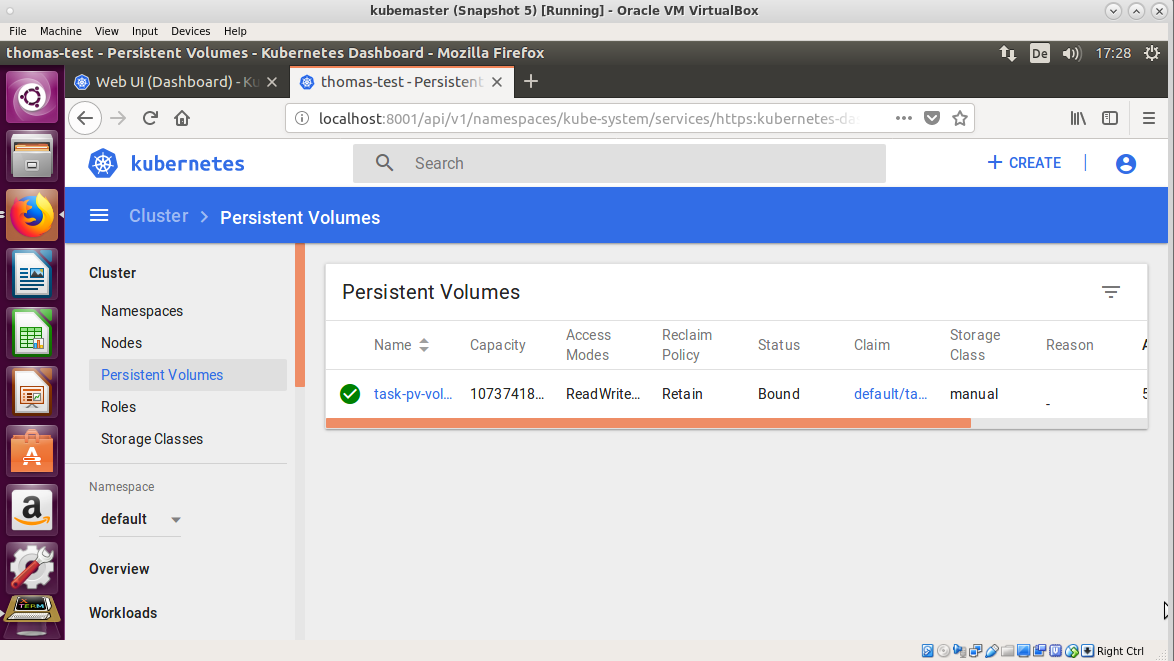 kubemaster (Snapshot 5) [Running] - Oracle VM VirtualBox
File Machine View Input Devices Help
thomas-test - Persistent Volumes - Kubernetes Dashboard - Mozilla Firefox
De 17:28
Web UI (Dashboard) - Ku
thomas-test - Persistent
localhost:8001/api/v1/namespaces/kube-system/services/https:kubernetes-da
kubernetes
Search
CREATE
Cluster
Persistent Volumes
Cluster
Namespaces
Nodes
Persistent Volumes
Roles
Storage Classes
Namespace
default
Overview
Workloads
Persistent Volumes
Name Capacity Access Modes Reclaim Policy Status Claim Storage Class Reason A
task-pv-vol... 10737418... ReadWrite... Retain Bound default/ta... manual - 5
a
XTERM
Right Ctrl